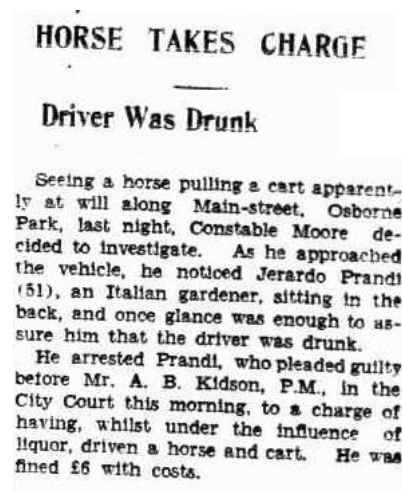 HORSE TAKES CHARGE
Driver Was Drunk
Seeing a horse pulling a cart apparent-
ly at will along Main-street, Osborne
Park, last night, Constable Moore de-
cided to investigate. As he approached
the vehicle, he noticed Jerardo Prandi
(51), an Italian gardener, sitting in the
back, and once glance was enough to as-
sure him that the driver was drunk.
He arrested Prandi, who pleaded guilty
before Mr. A. B. Kidson, P.M., in the
City Court this morning, to a charge of
having, whilst under the influence of
liquor, driven a horse and cart. He was
fined £6 with costs.